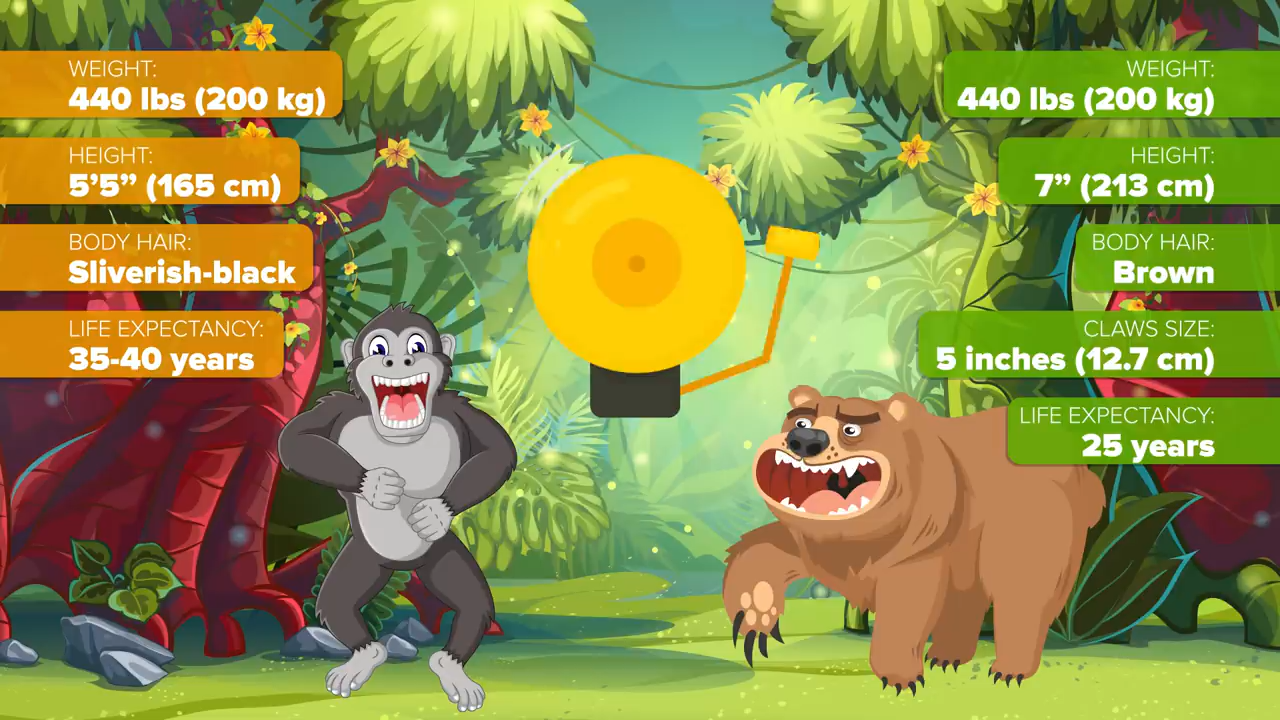 WEIGHT:
440 lbs (200 kg)
HEIGHT:
5’5” (165 cm)
BODY HAIR:
Sliverish-black
LIFE EXPECTANCY:
35-40 years
WEIGHT:
440 lbs (200 kg)
HEIGHT:
7” (213 cm)
BODY HAIR:
Brown
CLAWS SIZE:
5 inches (12.7 cm)
LIFE EXPECTANCY:
25 years